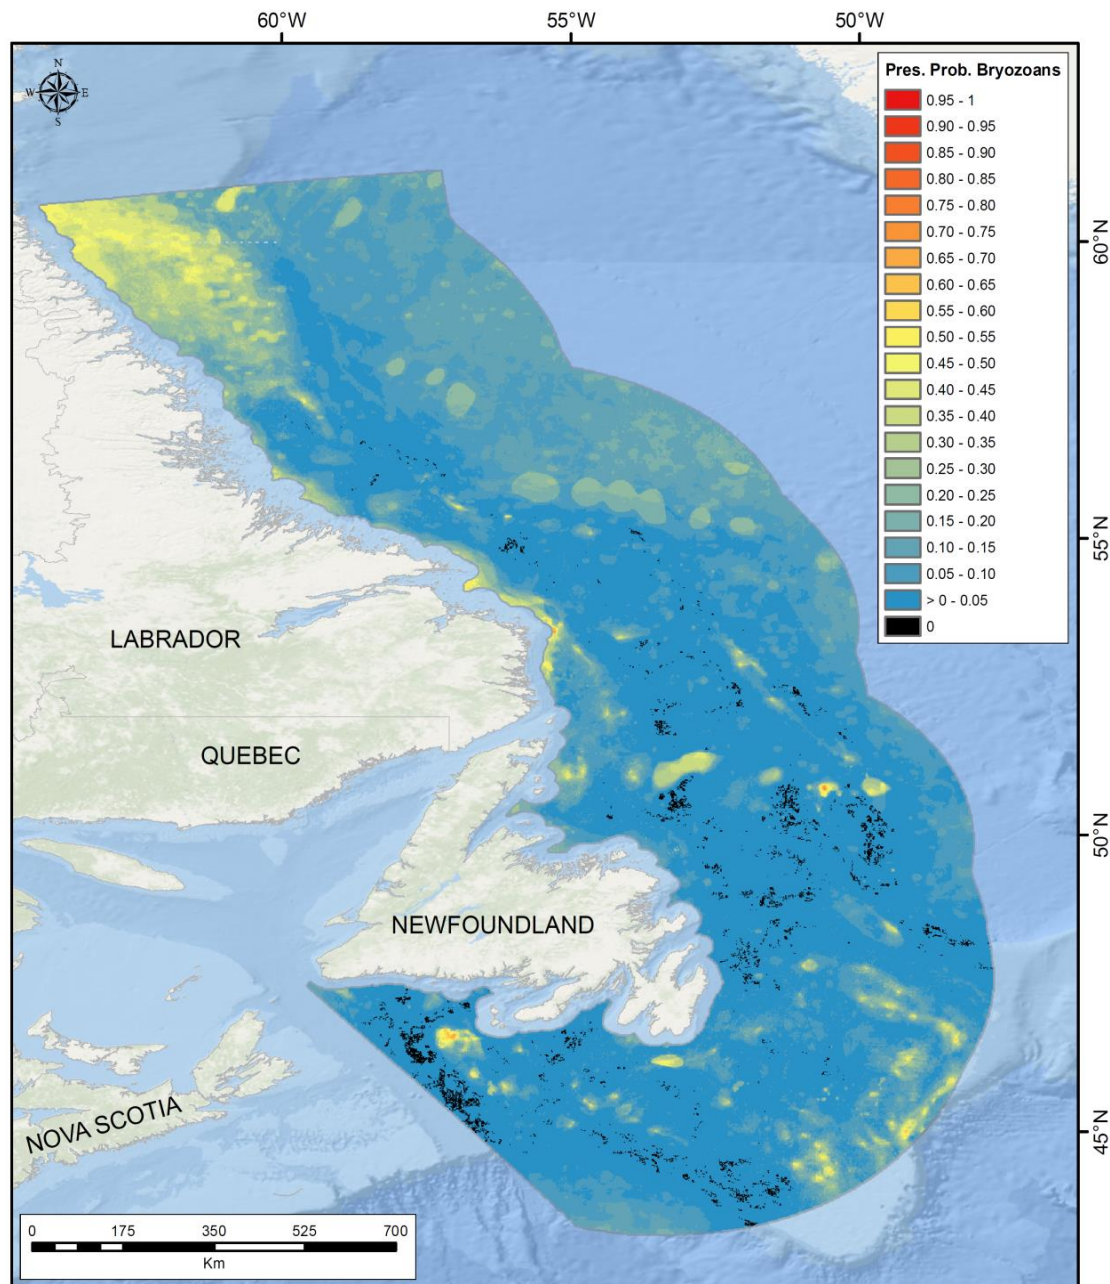 60°W 55°W 50°W
N
W E
S
Pres. Prob. Bryozoans
0.95 - 1
0.90 - 0.95
0.85 - 0.90
0.80 - 0.85
0.75 - 0.80
0.70 - 0.75
0.65 - 0.70
0.60 - 0.65
0.55 - 0.60
0.50 - 0.55
0.45 - 0.50
0.40 - 0.45
0.35 - 0.40
0.30 - 0.35
0.25 - 0.30
0.20 - 0.25
0.15 - 0.20
0.10 - 0.15
0.05 - 0.10
> 0 - 0.05
0
60°N
55°N
50°N
45°N
LABRADOR
QUEBEC
NEWFOUNDLAND
NOVA SCOTIA
0 175 350 525 700
Km